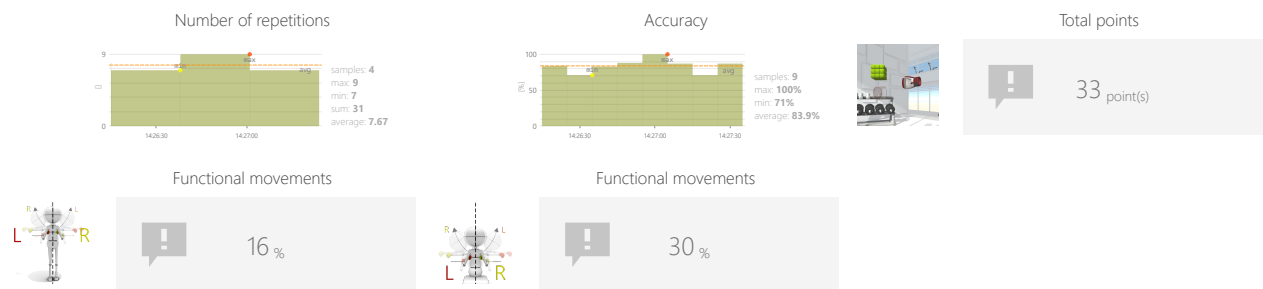 Number of repetitions
9
0
[]
min
max
avg
14:26:30
14:27:00
samples: 4
max: 9
min: 7
sum: 31
average: 7.67
Accuracy
100
50
0
[%]
min
max
avg
14:26:30
14:27:00
14:27:30
samples: 9
max: 100%
min: 71%
average: 83.9%
Total points
33 point(s)
Functional movements
R L
L R
16 %
Functional movements
R L
L R
30 %